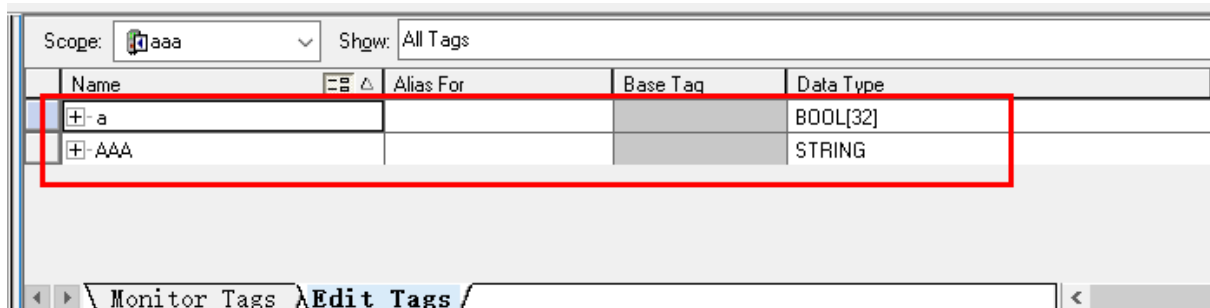 Scope: aaa Show: All Tags
Name Alias For Base Tag Data Type
a BOOL[32]
AAA STRING
Monitor Tags Edit Tags